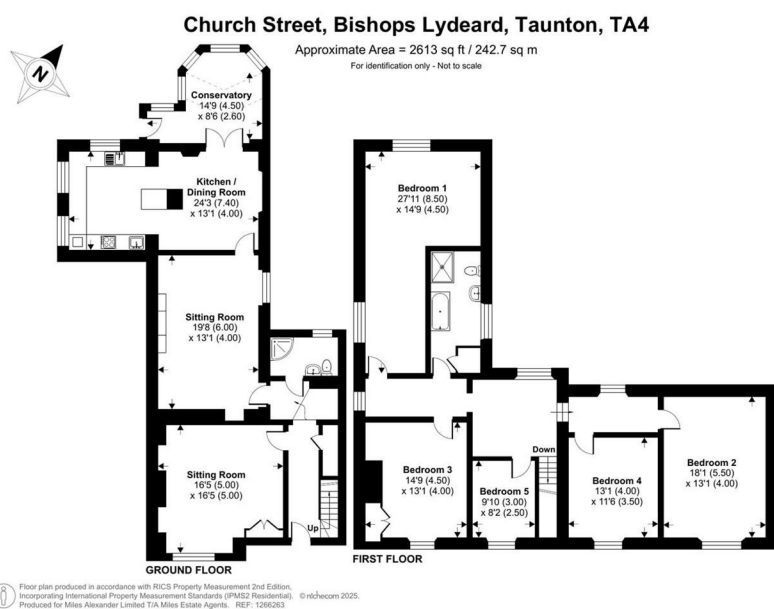 Church Street, Bishops Lydeard, Taunton, TA4
Approximate Area = 2613 sq ft / 242.7 sq m
For identification only - Not to scale
N
Conservatory
14'9 (4.50)
x 8'6 (2.60)
Kitchen /
Dining Room
24'3 (7.40)
x 13'1 (4.00)
Sitting Room
19'8 (6.00)
x 13'1 (4.00)
Sitting Room
16'5 (5.00)
x 16'5 (5.00)
Up
GROUND FLOOR
Bedroom 1
27'11 (8.50)
x 14'9 (4.50)
Bedroom 3
14'9 (4.50)
x 13'1 (4.00)
Bedroom 5
9'10 (3.00)
x 8'2 (2.50)
Down
Bedroom 4
13'1 (4.00)
x 11'6 (3.50)
Bedroom 2
18'1 (5.50)
x 13'1 (4.00)
FIRST FLOOR
Floor plan produced in accordance with RICS Property Measurement 2nd Edition,
Incorporating International Property Measurement Standards (IPMS2 Residential). © nichecom 2025.
Produced for Miles Alexander Limited T/A Miles Estate Agents. REF: 1266263